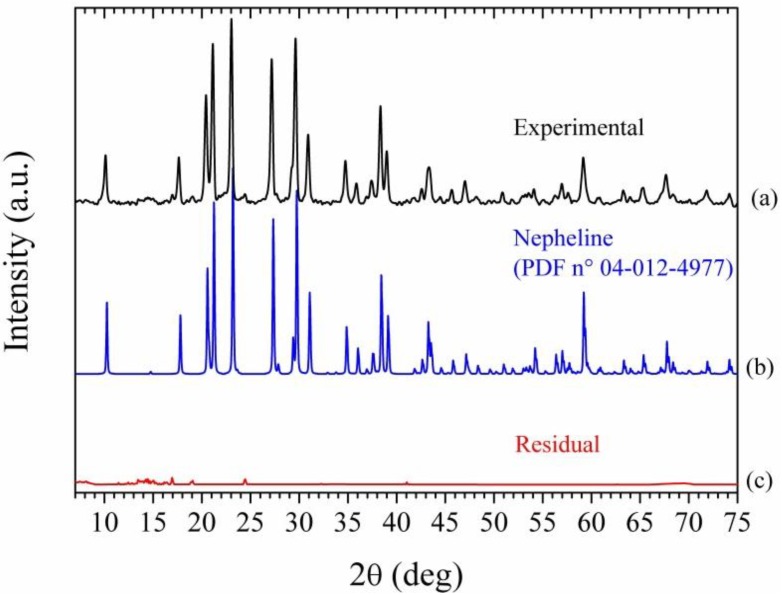 Intensity (a.u.)
Experimental
(a)
Nepheline
(PDF n° 04-012-4977)
(b)
Residual
(c)
10 15 20 25 30 35 40 45 50 55 60 65 70 75
2θ (deg)